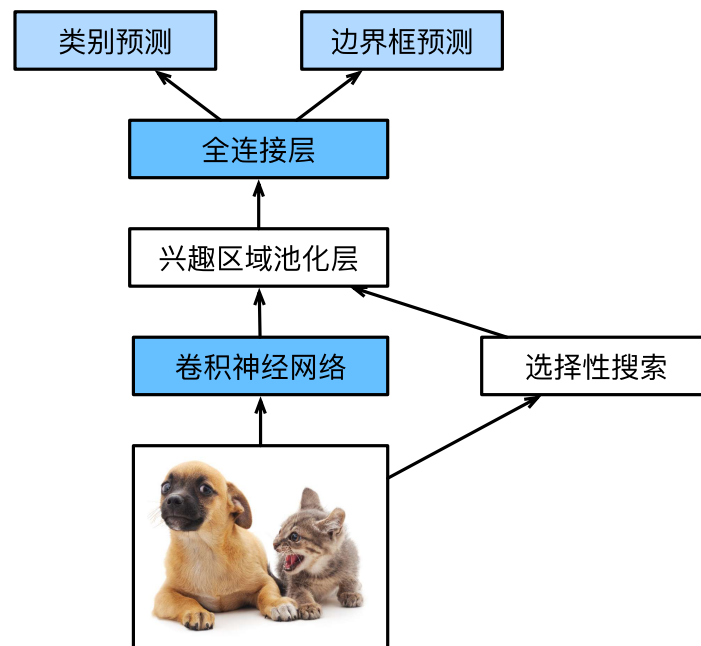 类别预测
边界框预测
全连接层
兴趣区域池化层
卷积神经网络
选择性搜索